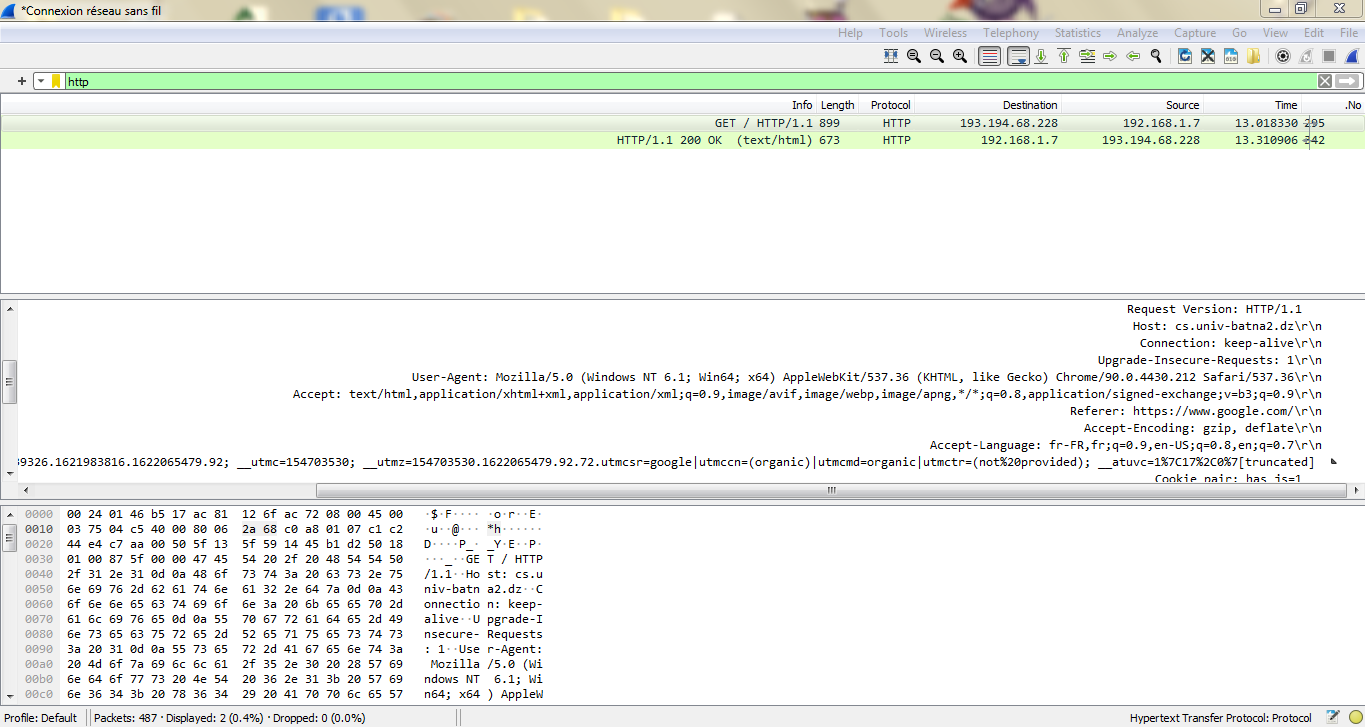 *Connexion réseau sans fil
Help Tools Wireless Telephony Statistics Analyze Capture Go View Edit File
+ http
Info Length Protocol Destination Source Time .No
GET / HTTP/1.1 899 HTTP 193.194.68.228 192.168.1.7 13.018330 295
HTTP/1.1 200 OK (text/html) 673 HTTP 192.168.1.7 193.194.68.228 13.310906 342
Request Version: HTTP/1.1
Host: cs.univ-batna2.dz\r\n
Connection: keep-alive\r\n
Upgrade-Insecure-Requests: 1\r\n
User-Agent: Mozilla/5.0 (Windows NT 6.1; Win64; x64) AppleWebKit/537.36 (KHTML, like Gecko) Chrome/90.0.4430.212 Safari/537.36\r\n
Accept: text/html,application/xhtml+xml,application/xml;q=0.9,image/avif,image/webp,image/apng,*/*;q=0.8,application/signed-exchange;v=b3;q=0.9\r\n
Referer: https://www.google.com/\r\n
Accept-Encoding: gzip, deflate\r\n
Accept-Language: fr-FR,fr;q=0.9,en-US;q=0.8,en;q=0.7\r\n
39326.1621983816.1622065479.92; __utmc=154703530; __utmz=154703530.1622065479.92.72.utmcsr=google|utmccn=(organic)|utmcmd=organic|utmctr=(not%20provided); __atuvc=1%7C17%2C0%7[truncated]
Cookie pair: has_js=1
0000 00 24 01 46 b5 17 ac 81 12 6f ac 72 08 00 45 00 ·$·F···· ·o·r··E·
0010 03 75 04 c5 40 00 80 06 2a 68 c0 a8 01 07 c1 c2 ·u··@··· *h······
0020 44 e4 c7 aa 00 50 5f 13 5f 59 14 45 b1 d2 50 18 D····P_· _Y·E··P·
0030 01 00 87 5f 00 00 47 45 54 20 2f 20 48 54 54 50 ···_··GE T / HTTP
0040 2f 31 2e 31 0d 0a 48 6f 73 74 3a 20 63 73 2e 75 /1.1··Ho st: cs.u
0050 6e 69 76 2d 62 61 74 6e 61 32 2e 64 7a 0d 0a 43 niv-batn a2.dz··C
0060 6f 6e 6e 65 63 74 69 6f 6e 3a 20 6b 65 65 70 2d onnectio n: keep-
0070 61 6c 69 76 65 0d 0a 55 70 67 72 61 64 65 2d 49 alive··U pgrade-I
0080 6e 73 65 63 75 72 65 2d 52 65 71 75 65 73 74 73 nsecure- Requests
0090 3a 20 31 0d 0a 55 73 65 72 2d 41 67 65 6e 74 3a : 1··Use r-Agent:
00a0 20 4d 6f 7a 69 6c 6c 61 2f 35 2e 30 20 28 57 69 Mozilla /5.0 (Wi
00b0 6e 64 6f 77 73 20 4e 54 20 36 2e 31 3b 20 57 69 ndows NT 6.1; Wi
00c0 6e 36 34 3b 20 78 36 34 29 20 41 70 70 6c 65 57 n64; x64 ) AppleW
Profile: Default Packets: 487 · Displayed: 2 (0.4%) · Dropped: 0 (0.0%) Hypertext Transfer Protocol: Protocol